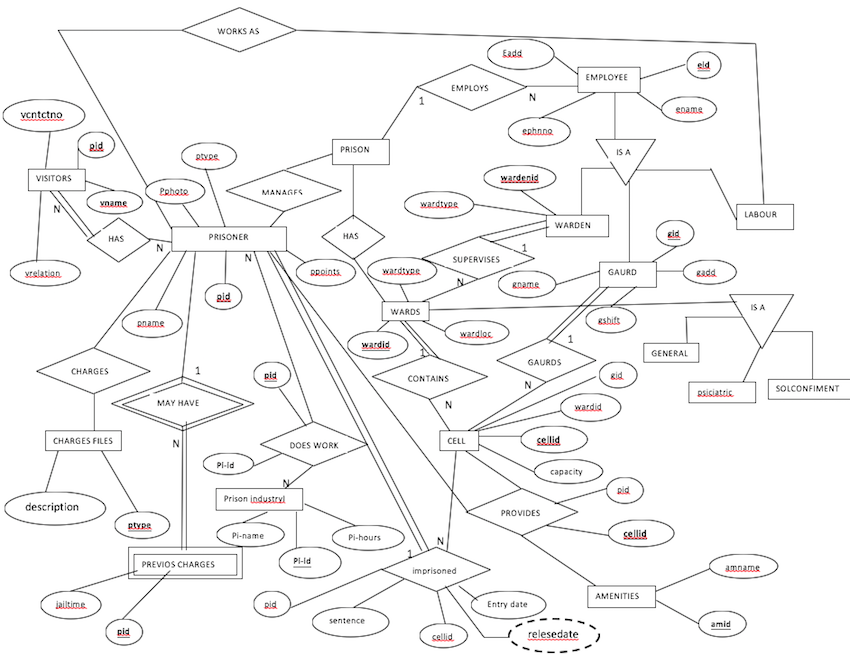 WORKS AS
Eadd
EMPLOYEE
eid
EMPLOYS
1
N
ename
ephnno
vcntctno
pid
ptype
PRISON
IS A
VISITORS
Pphoto
MANAGES
wardenid
vname
wardtype
N
HAS
N
PRISONER
N
HAS
WARDEN
LABOUR
1
gid
SUPERVISES
vrelation
ppoints
wardtype
N
gname
GAURD
gadd
pid
pname
WARDS
IS A
gshift
wardid
wardloc
1
1
GENERAL
CHARGES
1
CONTAINS
GAURDS
N
gid
psiciatric
SOLCONFIMENT
pid
MAY HAVE
N
wardid
CHARGES FILES
N
DOES WORK
CELL
cellid
PI-Id
capacity
N
Prison industryl
PROVIDES
pid
description
ptype
PI-name
PI-hours
cellid
PREVIOS CHARGES
PI-Id
1
N
imprisoned
amname
jailtime
pid
Entry date
AMENITIES
pid
sentence
cellid
relesedate
amid